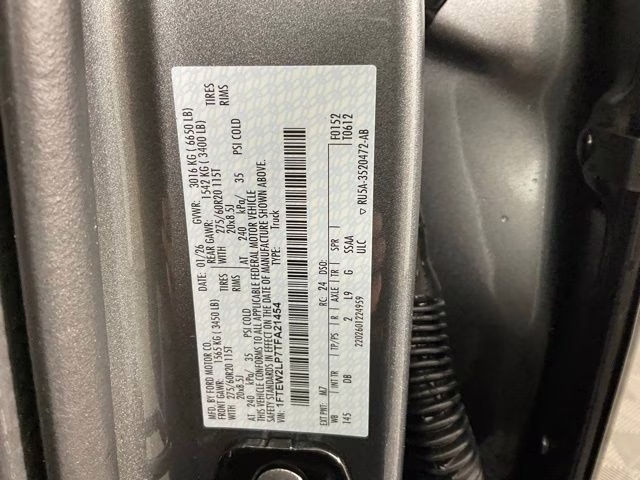 MFD. BY FORD MOTOR CO.
DATE: 01/26 GVWR: 3016 KG ( 6650 LB)
FRONT GAWR: 1565 KG ( 3450 LB) REAR GAWR: 1542 KG ( 3400 LB)
WITH 275/60R20 115T TIRES WITH 275/60R20 115T TIRES
20x8.5J RIMS 20x8.5J RIMS
AT 240 kPa/ 35 PSI COLD AT 240 kPa/ 35 PSI COLD
THIS VEHICLE CONFORMS TO ALL APPLICABLE FEDERAL MOTOR VEHICLE
SAFETY STANDARDS IN EFFECT ON THE DATE OF MANUFACTURE SHOWN ABOVE.
VIN: 1FTEW2LP7TFA21454 TYPE: Truck
F0152
EXT PNT: M7 RC: 24 DSO: T0612
WB INT TR TP/PS R AXLE TR SPR
145 DB 2 L9 G SSAA
ULC ▽ RU5A-3520472-AB
2202601224959